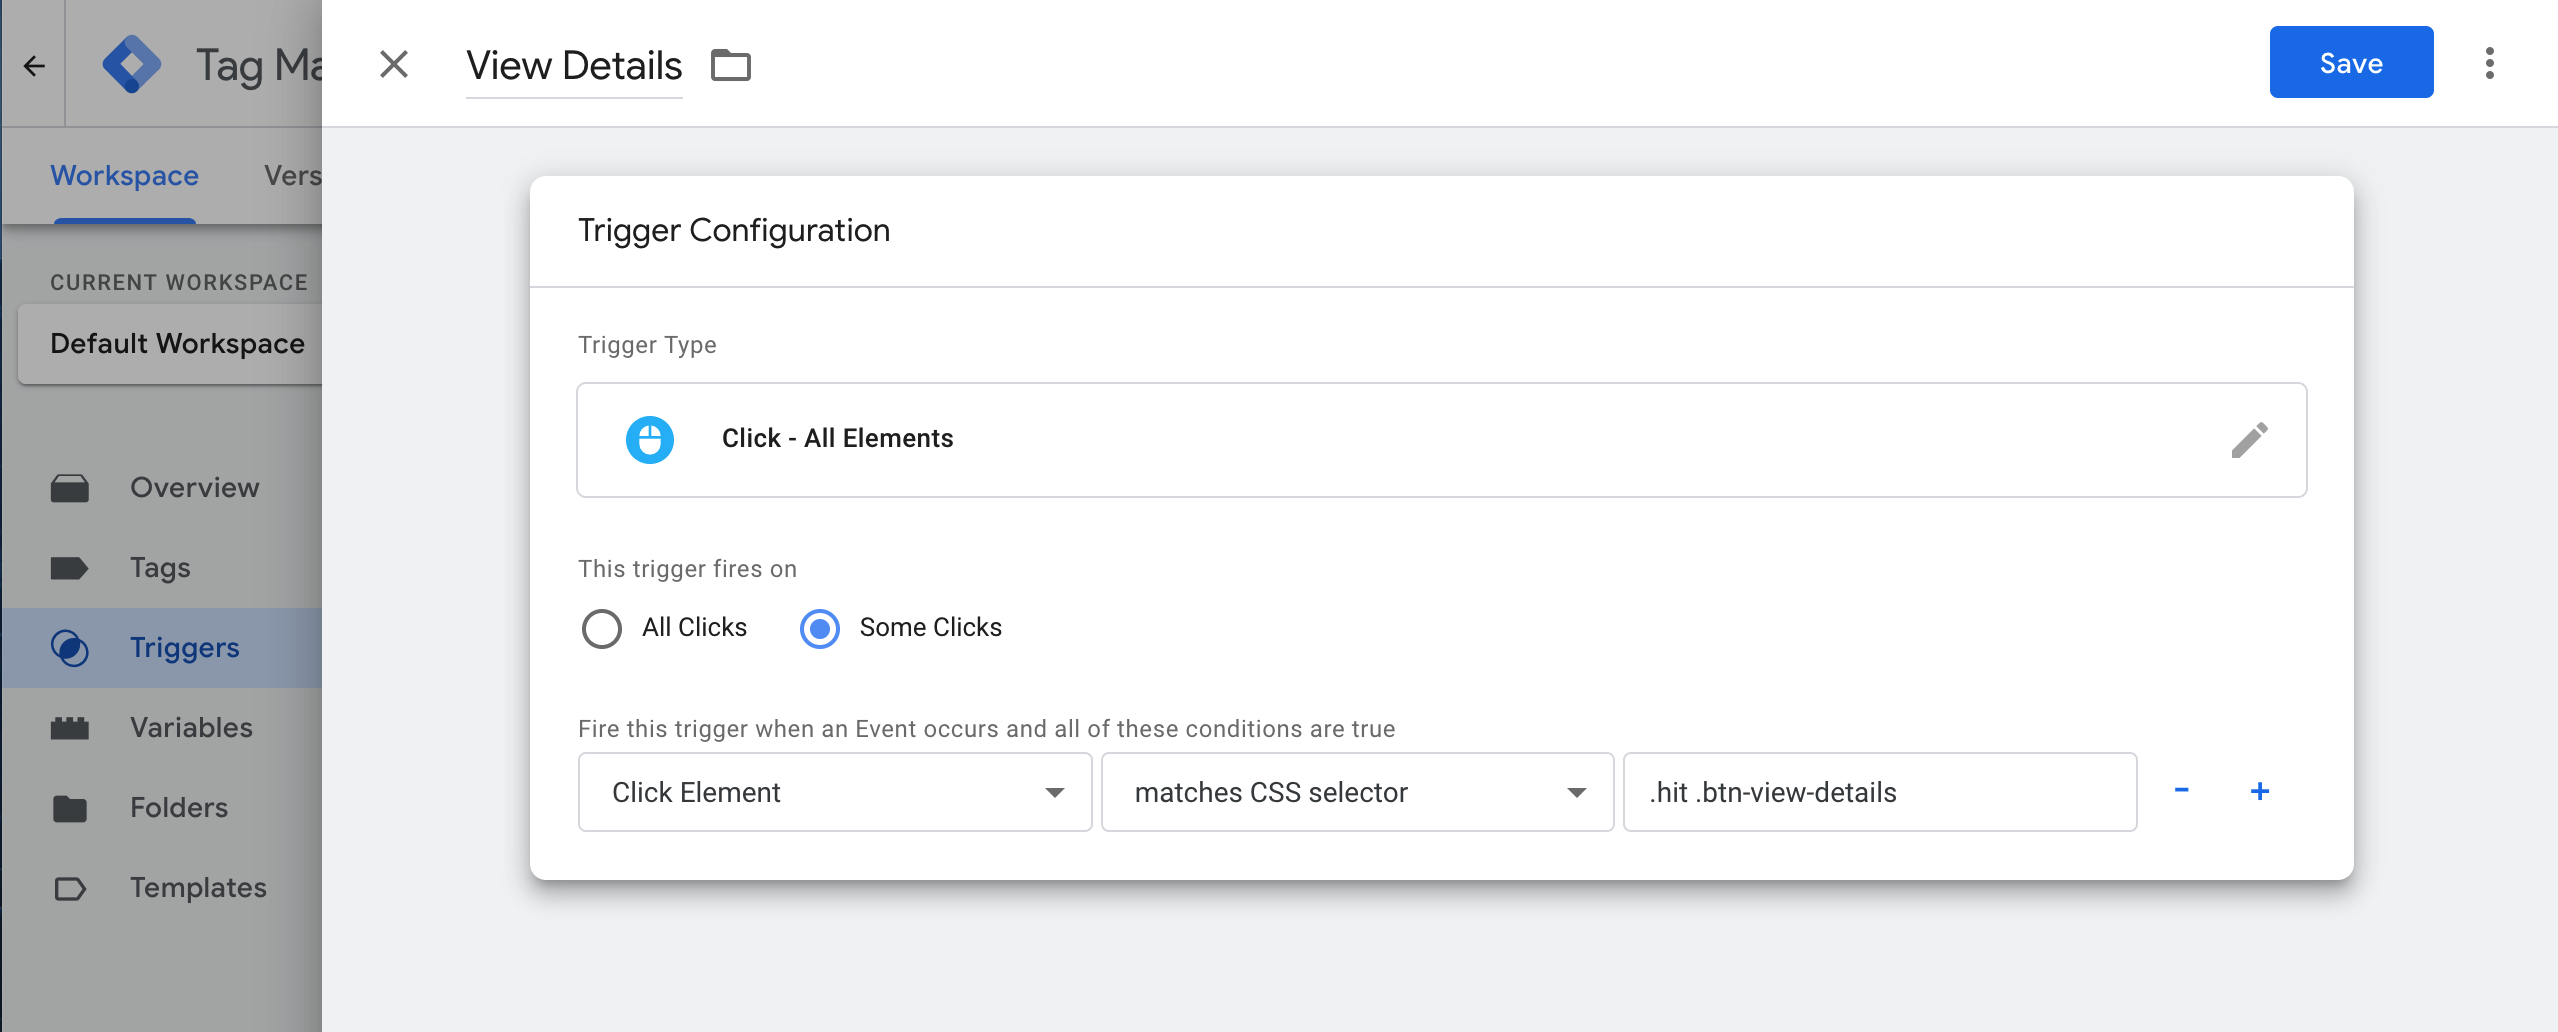 Tag Ma
View Details
Save
Workspace
Vers
CURRENT WORKSPACE
Default Workspace
Overview
Tags
Triggers
Variables
Folders
Templates
Trigger Configuration
Trigger Type
Click - All Elements
This trigger fires on
All Clicks
Some Clicks
Fire this trigger when an Event occurs and all of these conditions are true
Click Element
matches CSS selector
.hit .btn-view-details